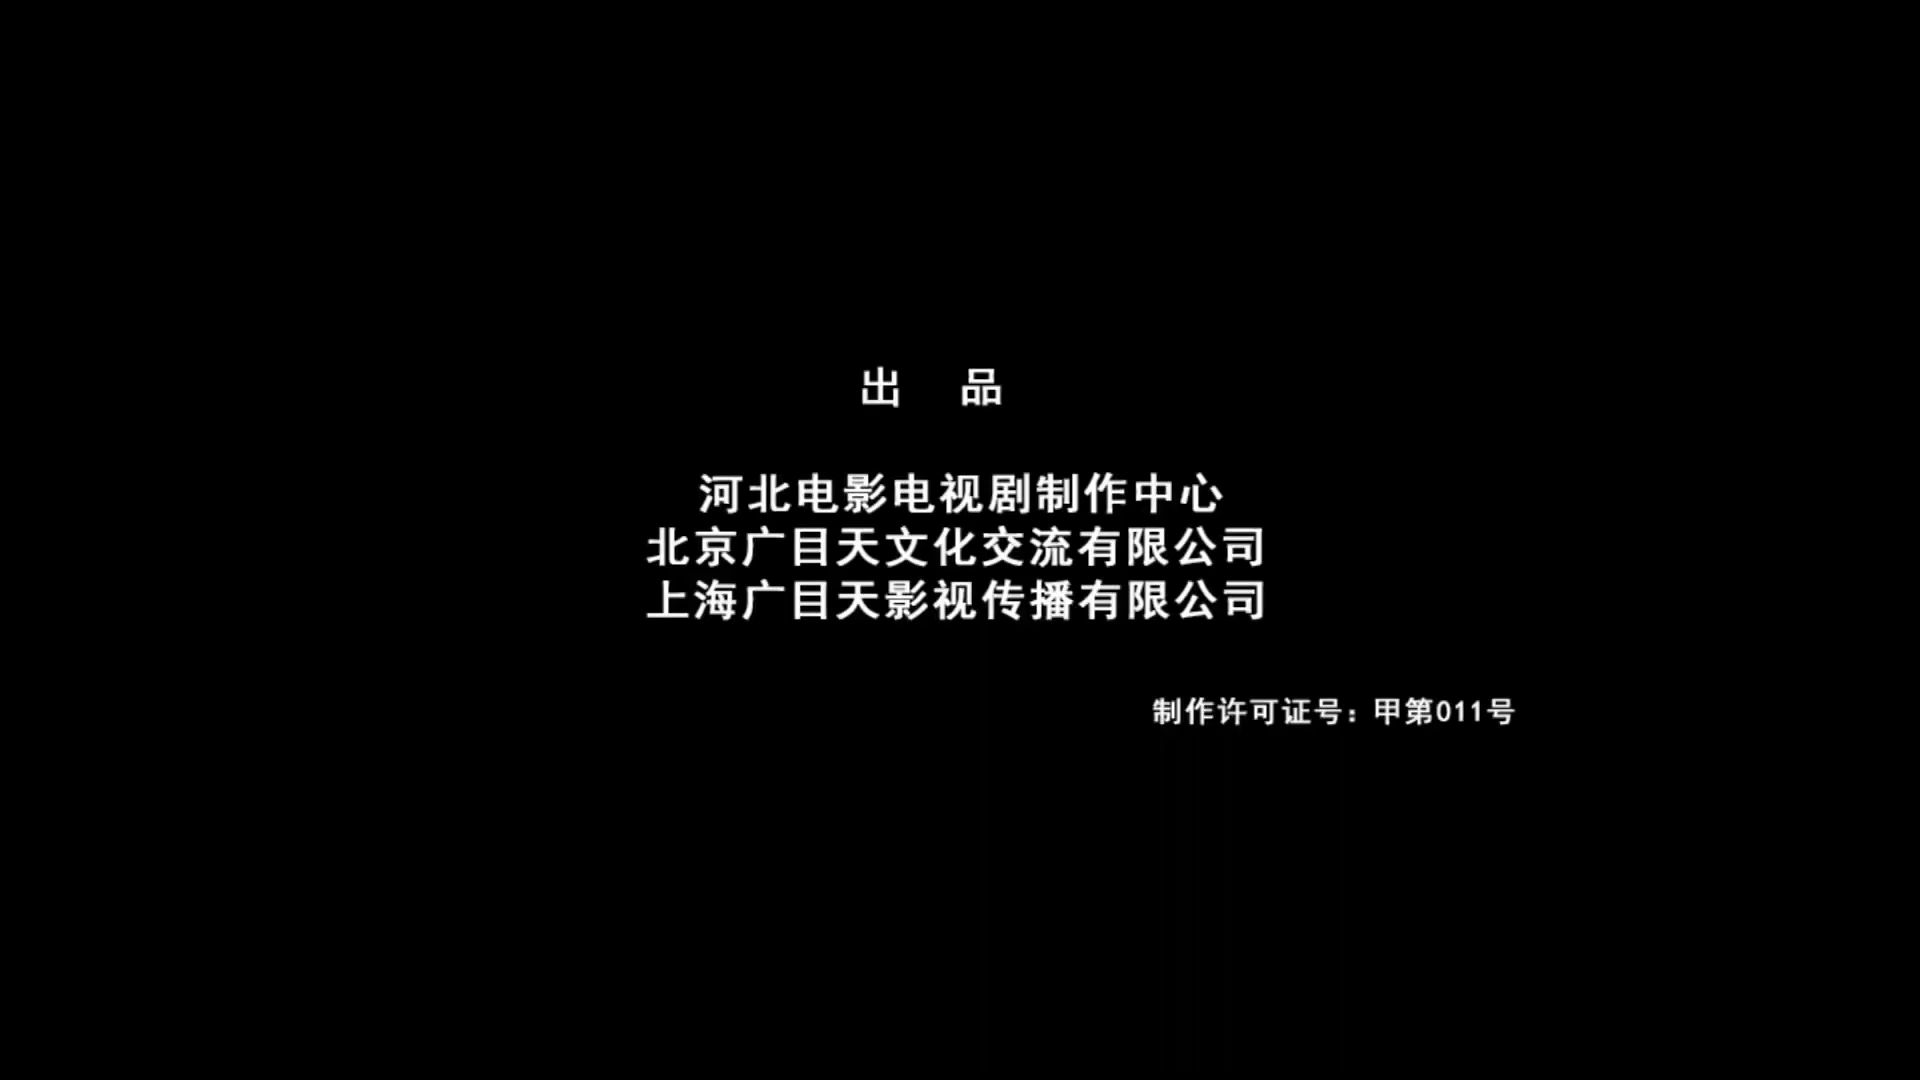 出 品
河北电影电视剧制作中心
北京广目天文化交流有限公司
上海广目天影视传播有限公司
制作许可证号：甲第011号